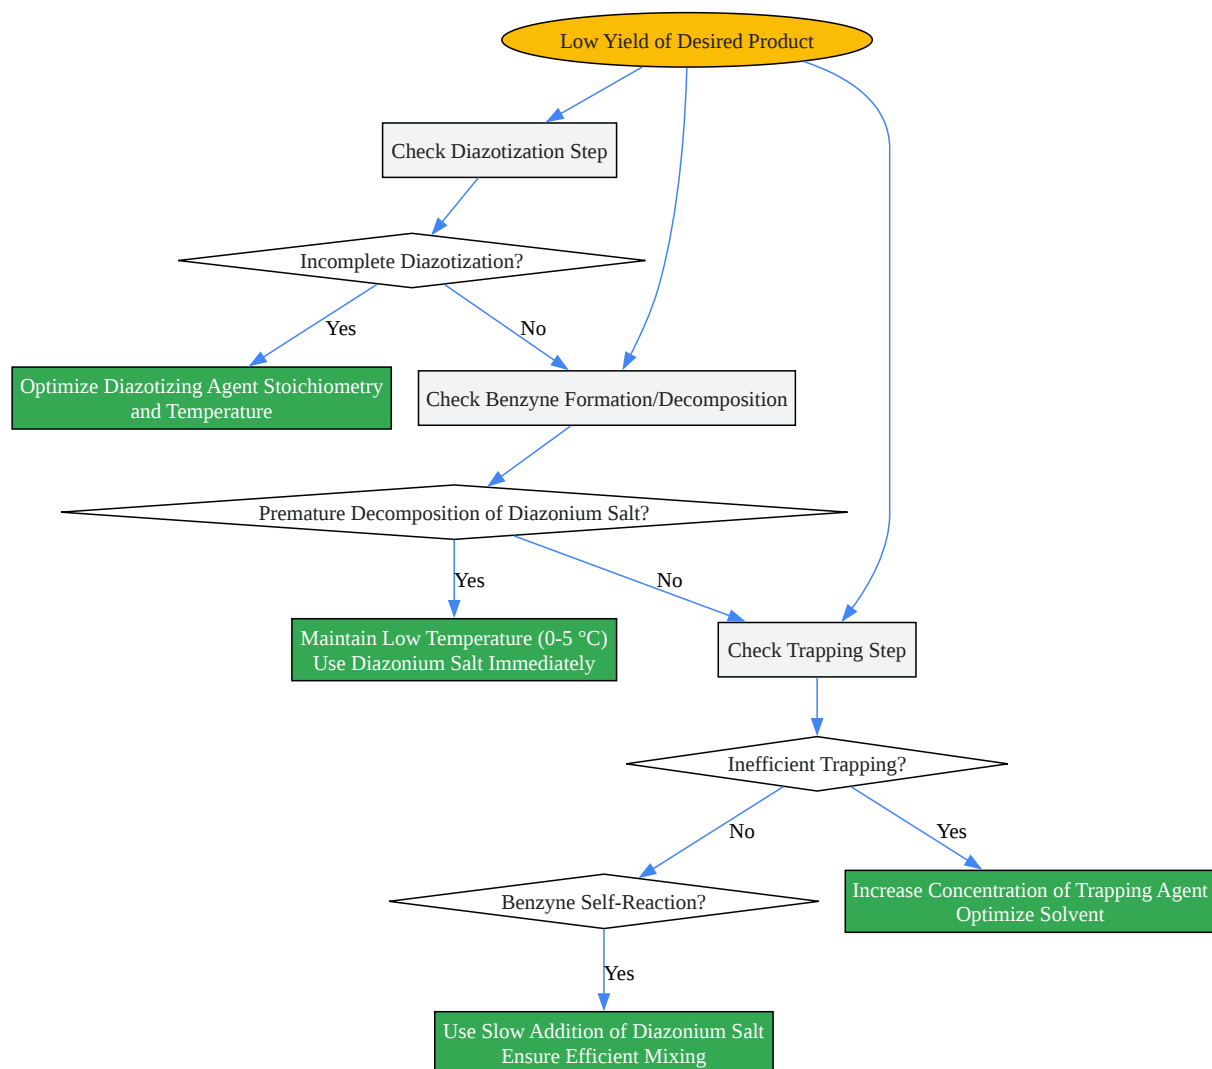 Low Yield of Desired Product
Check Diazotization Step
Incomplete Diazotization?
Yes
No
Optimize Diazotizing Agent Stoichiometry
and Temperature
Check Benzyne Formation/Decomposition
Premature Decomposition of Diazonium Salt?
Yes
No
Maintain Low Temperature (0-5 °C)
Use Diazonium Salt Immediately
Check Trapping Step
Inefficient Trapping?
No
Yes
Increase Concentration of Trapping Agent
Optimize Solvent
Benzyne Self-Reaction?
Yes
Use Slow Addition of Diazonium Salt
Ensure Efficient Mixing